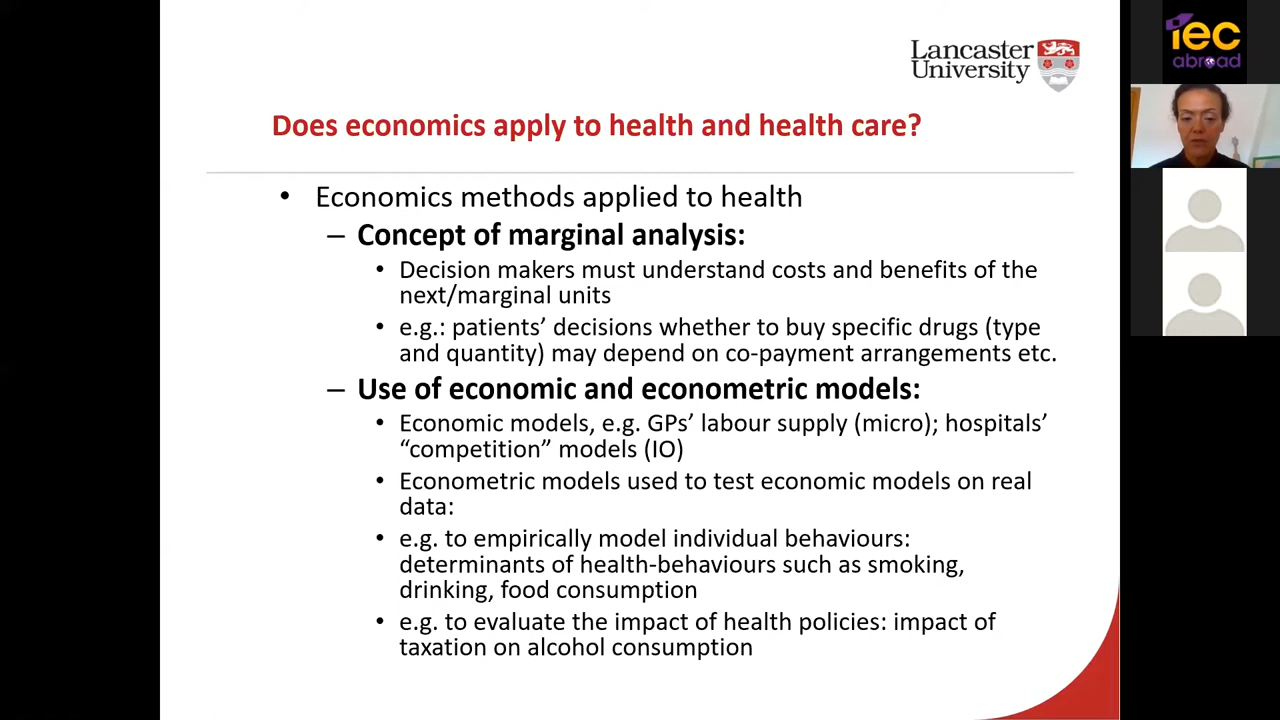 Lancaster
University
iec
abroad
Does economics apply to health and health care?
• Economics methods applied to health
– Concept of marginal analysis:
• Decision makers must understand costs and benefits of the
next/marginal units
• e.g.: patients’ decisions whether to buy specific drugs (type
and quantity) may depend on co-payment arrangements etc.
– Use of economic and econometric models:
• Economic models, e.g. GPs’ labour supply (micro); hospitals’
“competition” models (IO)
• Econometric models used to test economic models on real
data:
• e.g. to empirically model individual behaviours:
determinants of health-behaviours such as smoking,
drinking, food consumption
• e.g. to evaluate the impact of health policies: impact of
taxation on alcohol consumption